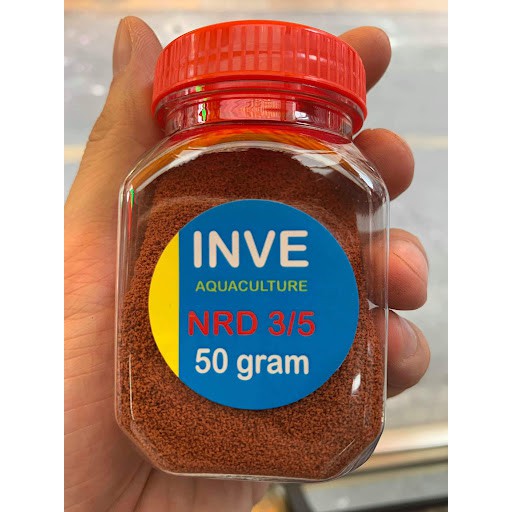 INVE
AQUACULTURE
NRD 3/5
50 gram